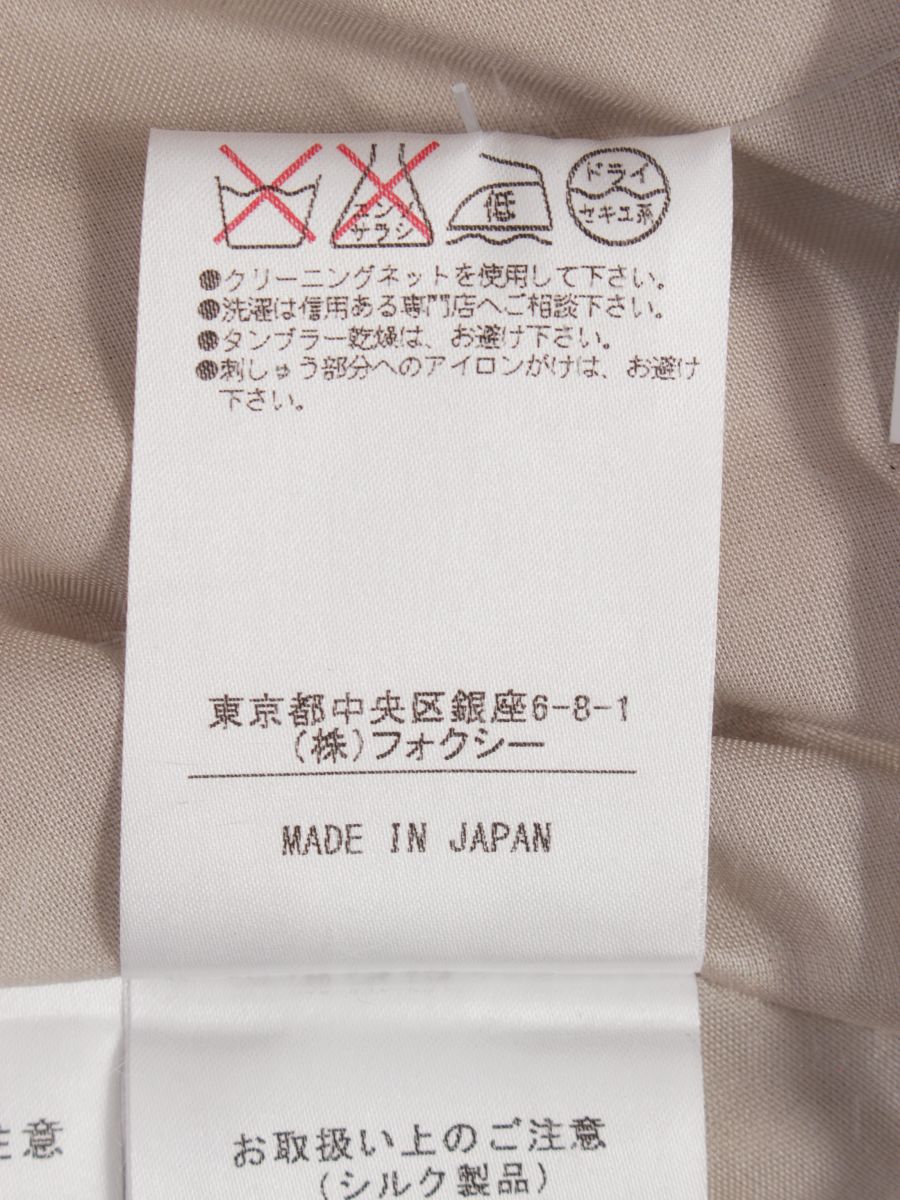 エンソ
サラシ
低
ドライ
セキユ系
●クリーニングネットを使用して下さい。
●洗濯は信用ある専門店へご相談下さい。
●タンブラー乾燥は、お避け下さい。
●刺しゅう部分へのアイロンがけは、お避け
下さい。
東京都中央区銀座6-8-1
(株)フォクシー
MADE IN JAPAN
注意
お取扱い上のご注意
(シルク製品)